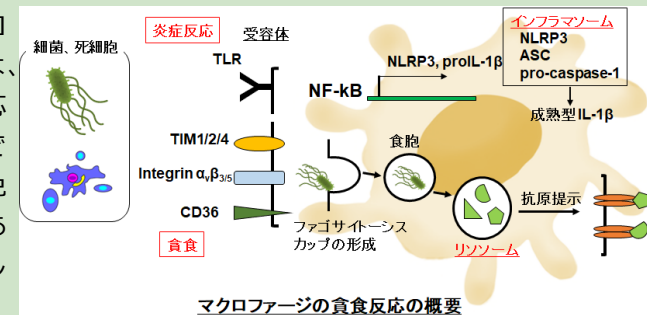 細菌、死細胞
炎症反応
受容体
TLR
TIM1/2/4
Integrin αvβ3/5
CD36
貪食
NF-kB
NLRP3, proIL-1β
インフラマソーム
NLRP3
ASC
pro-caspase-1
成熟型IL-1β
食胞
ファゴサイトーシス
カップの形成
リソソーム
抗原提示
マクロファージの貪食反応の概要